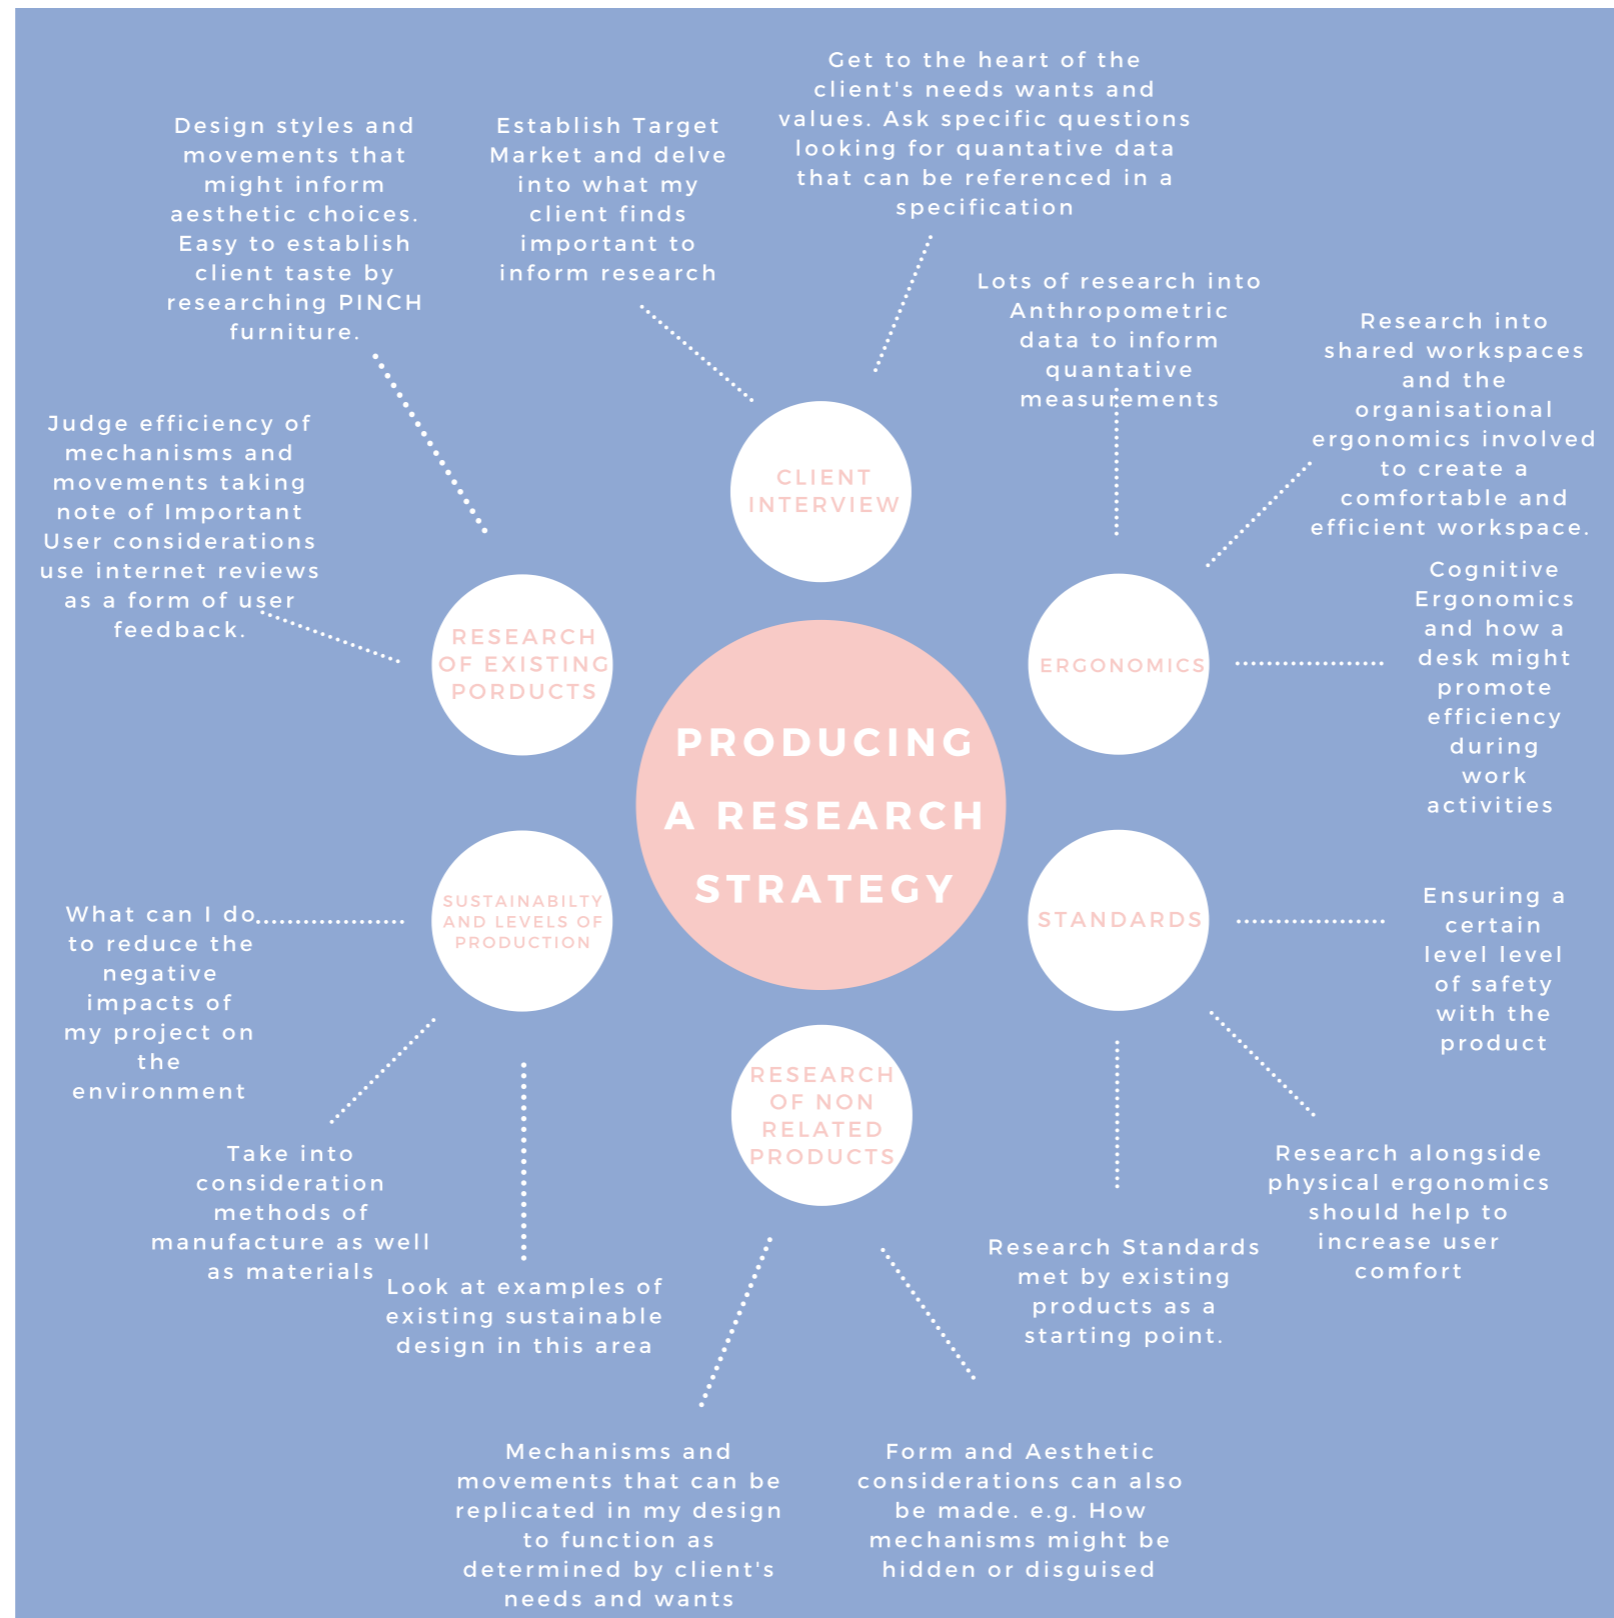 Get to the heart of the
client's needs wants and
values. Ask specific questions
looking for quantative data
that can be referenced in a
specification
Design styles and
movements that
might inform
aesthetic choices.
Easy to establish
client taste by
researching PINCH
furniture.
Establish Target
Market and delve
into what my
client finds
important to
inform research
Lots of research into
Anthropometric
data to inform
quantative
measurements
Research into
shared workspaces
and the
organisational
ergonomics involved
to create a
comfortable and
efficient workspace.
Judge efficiency of
mechanisms and
movements taking
note of Important
User considerations
use internet reviews
as a form of user
feedback.
CLIENT
INTERVIEW
RESEARCH
OF EXISTING
PORDUCTS
ERGONOMICS
Cognitive
Ergonomics
and how a
desk might
promote
efficiency
during
work
activities
PRODUCING
A RESEARCH
STRATEGY
SUSTAINABILTY
AND LEVELS OF
PRODUCTION
STANDARDS
What can I do
to reduce the
negative
impacts of
my project on
the
environment
Ensuring a
certain
level level
of safety
with the
product
RESEARCH
OF NON
RELATED
PRODUCTS
Take into
consideration
methods of
manufacture as well
as materials
Look at examples of
existing sustainable
design in this area
Research Standards
met by existing
products as a
starting point.
Research alongside
physical ergonomics
should help to
increase user
comfort
Mechanisms and
movements that can be
replicated in my design
to function as
determined by client's
needs and wants
Form and Aesthetic
considerations can also
be made. e.g. How
mechanisms might be
hidden or disguised